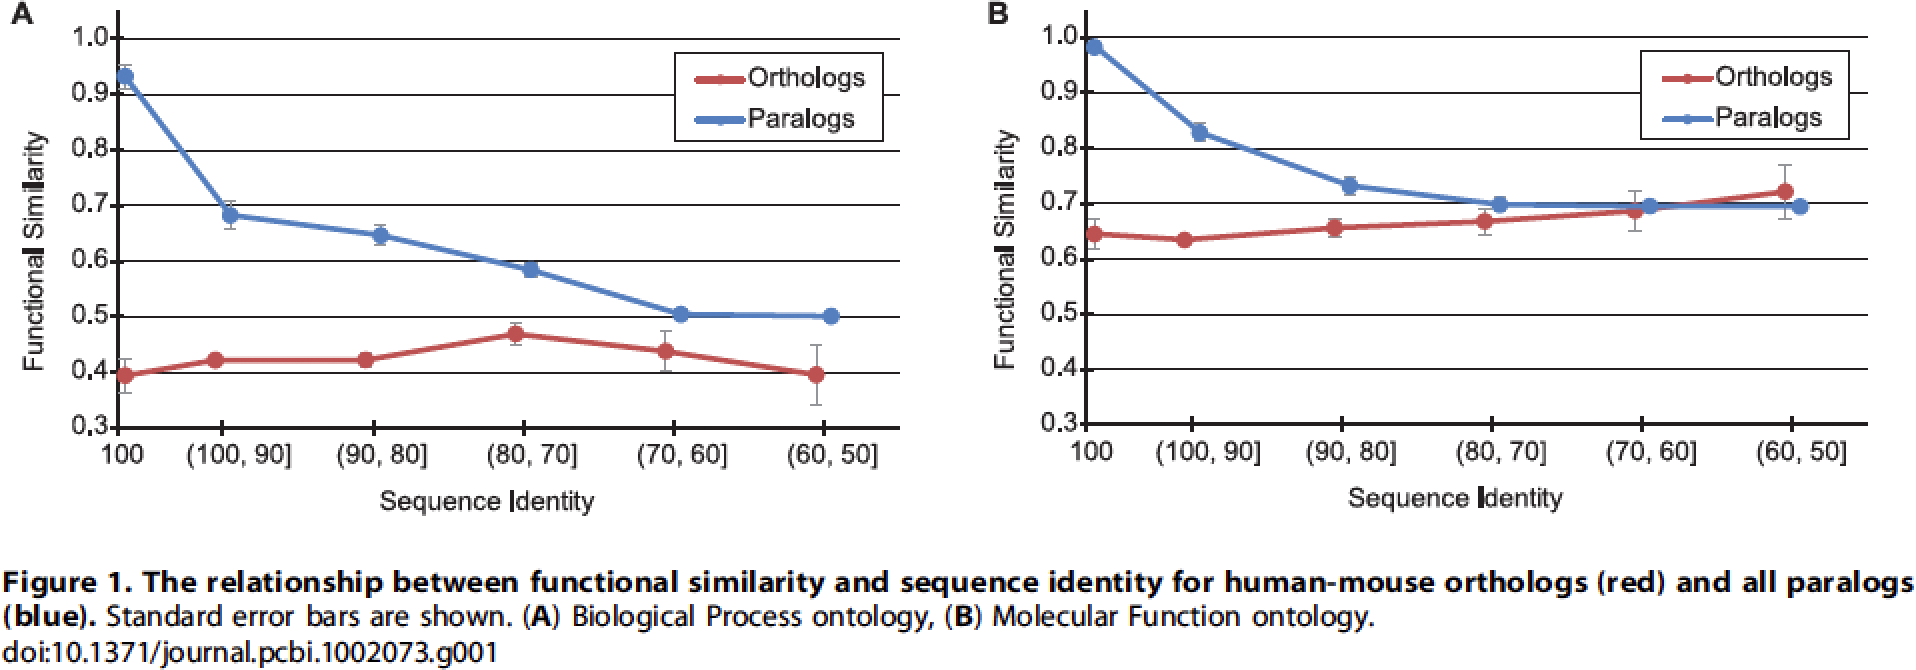 A
1.0
0.9
0.8
0.7
0.6
0.5
0.4
0.3
Functional Similarity
Orthologs
Paralogs
100 (100, 90] (90, 80] (80, 70] (70, 60] (60, 50]
Sequence Identity
B
1.0
0.9
0.8
0.7
0.6
0.5
0.4
0.3
Functional Similarity
Orthologs
Paralogs
100 (100, 90] (90, 80] (80, 70] (70, 60] (60, 50]
Sequence Identity
Figure 1. The relationship between functional similarity and sequence identity for human-mouse orthologs (red) and all paralogs
(blue). Standard error bars are shown. (A) Biological Process ontology, (B) Molecular Function ontology.
doi:10.1371/journal.pcbi.1002073.g001